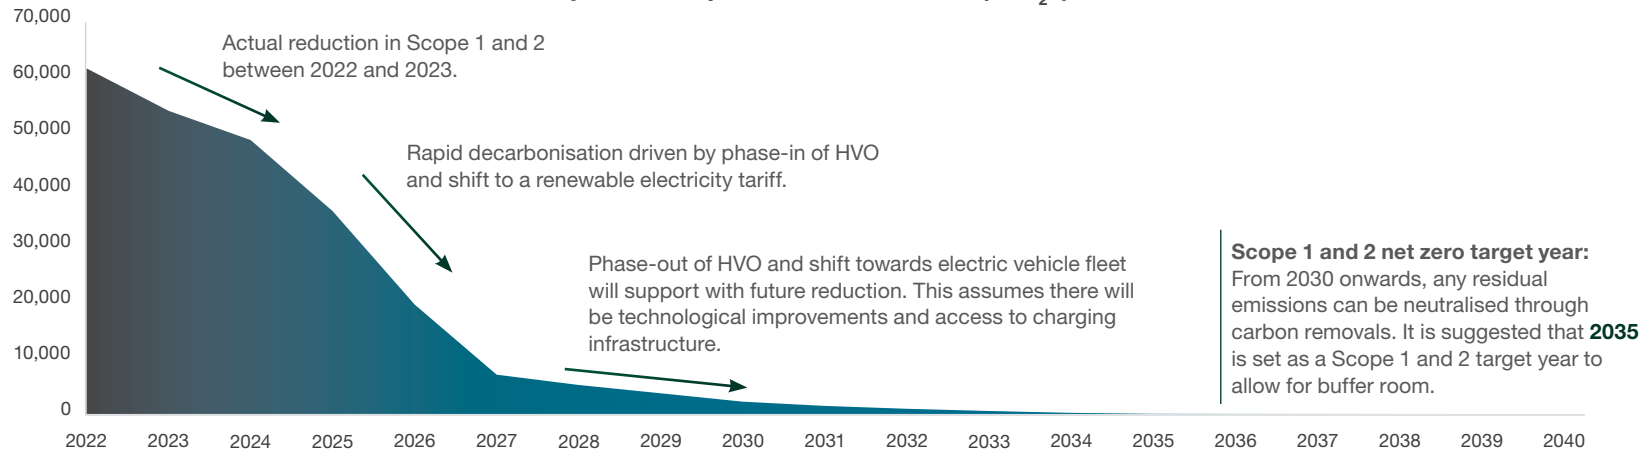 70,000
60,000
50,000
40,000
30,000
20,000
10,000
0
Actual reduction in Scope 1 and 2
between 2022 and 2023.
Rapid decarbonisation driven by phase-in of HVO
and shift to a renewable electricity tariff.
Phase-out of HVO and shift towards electric vehicle fleet
will support with future reduction. This assumes there will
be technological improvements and access to charging
infrastructure.
Scope 1 and 2 net zero target year:
From 2030 onwards, any residual
emissions can be neutralised through
carbon removals. It is suggested that 2035
is set as a Scope 1 and 2 target year to
allow for buffer room.
2022 2023 2024 2025 2026 2027 2028 2029 2030 2031 2032 2033 2034 2035 2036 2037 2038 2039 2040